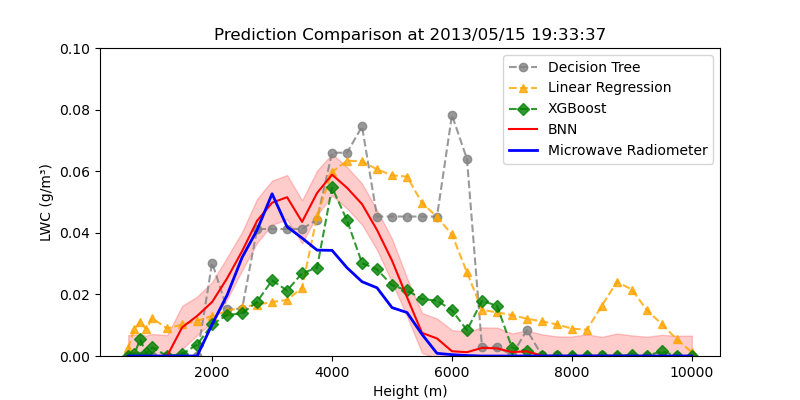 Prediction Comparison at 2013/05/15 19:33:37
0.10
0.08
0.06
0.04
0.02
0.00
LWC (g/m³)
Decision Tree
Linear Regression
XGBoost
BNN
Microwave Radiometer
2000 4000 6000 8000 10000
Height (m)